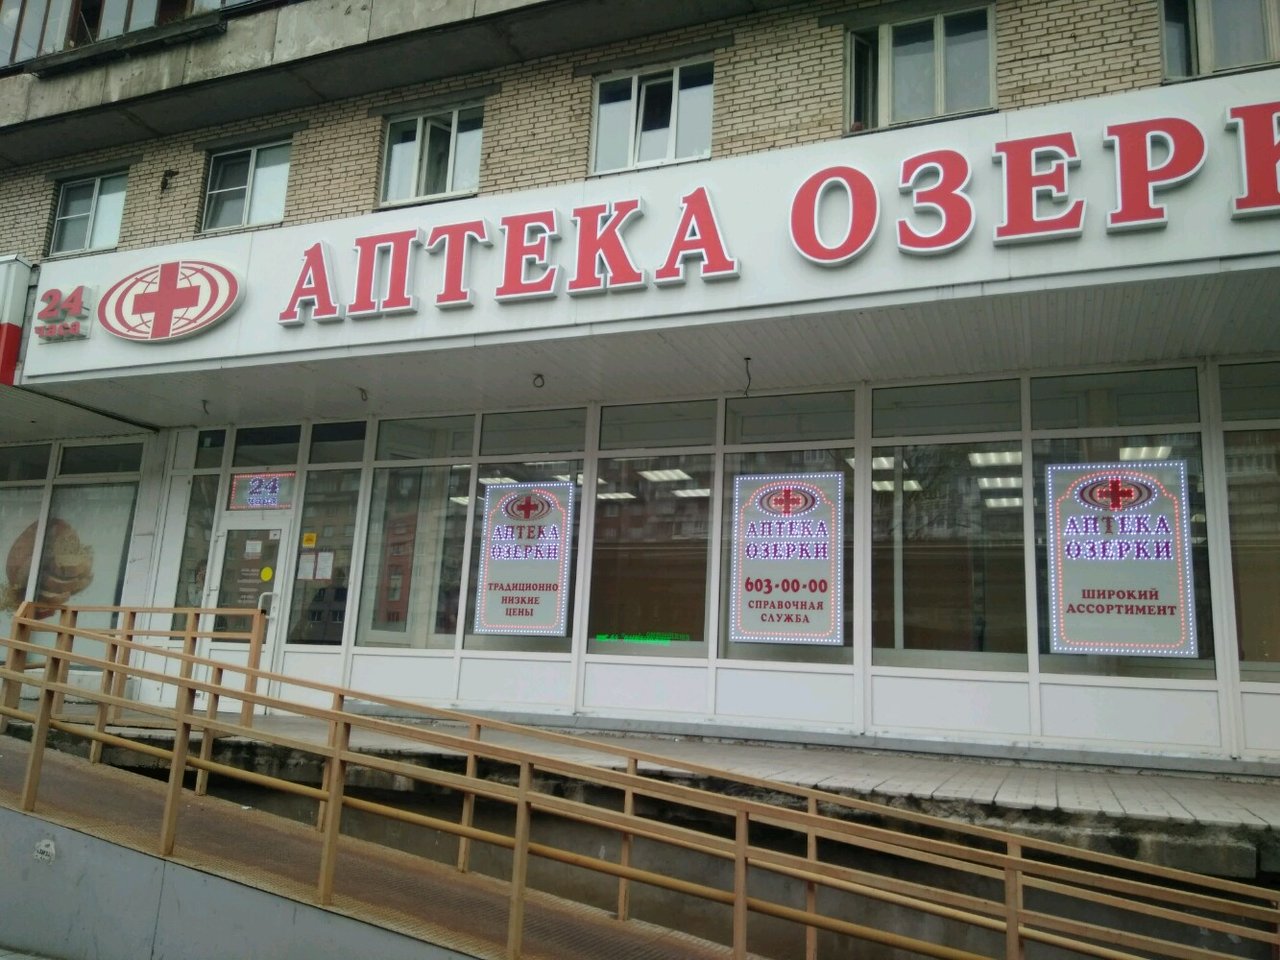 24
часа
АПТЕКА ОЗЕРК
24
АПТЕКА
ОЗЕРКИ
ТРАДИЦИОННО
НИЗКИЕ
ЦЕНЫ
АПТЕКА
ОЗЕРКИ
603-00-00
СПРАВОЧНАЯ
СЛУЖБА
АПТЕКА
ОЗЕРКИ
ШИРОКИЙ
АССОРТИМЕНТ